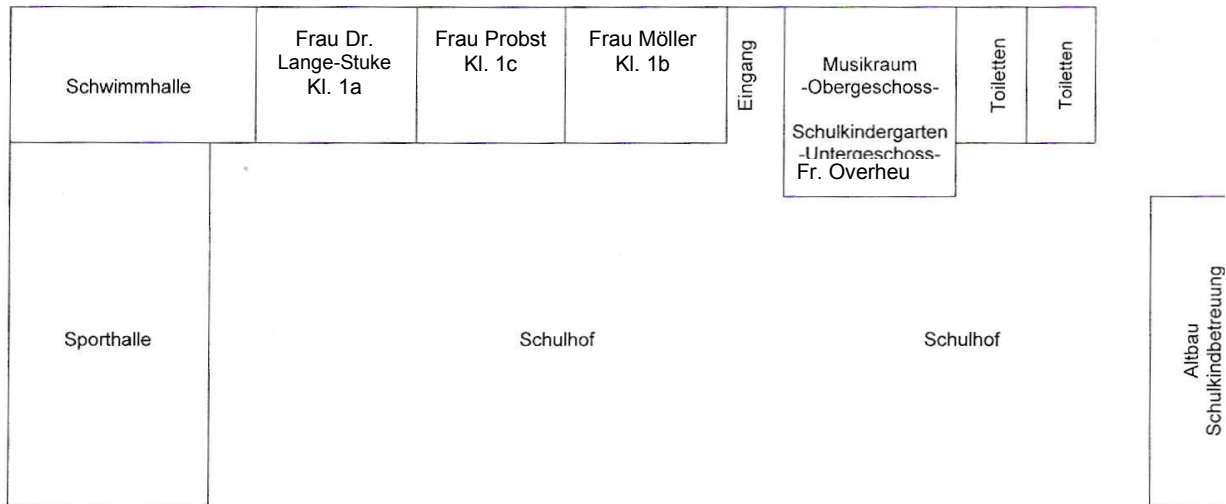 Schwimmhalle
Frau Dr.
Lange-Stuke
Kl. 1a
Frau Probst
Kl. 1c
Frau Möller
Kl. 1b
Eingang
Musikraum
-Obergeschoss-
Schulkindergarten
-Untergeschoss-
Fr. Overheu
Toiletten
Toiletten
Sporthalle
Schulhof
Schulhof
Altbau
Schulkindbetreuung